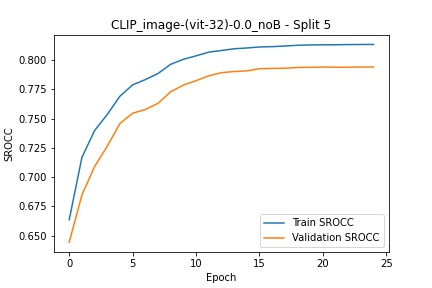 CLIP_image-(vit-32)-0.0_noB - Split 5
SROCC
0.800
0.775
0.750
0.725
0.700
0.675
0.650
0
5
10
15
20
25
Epoch
Train SROCC
Validation SROCC